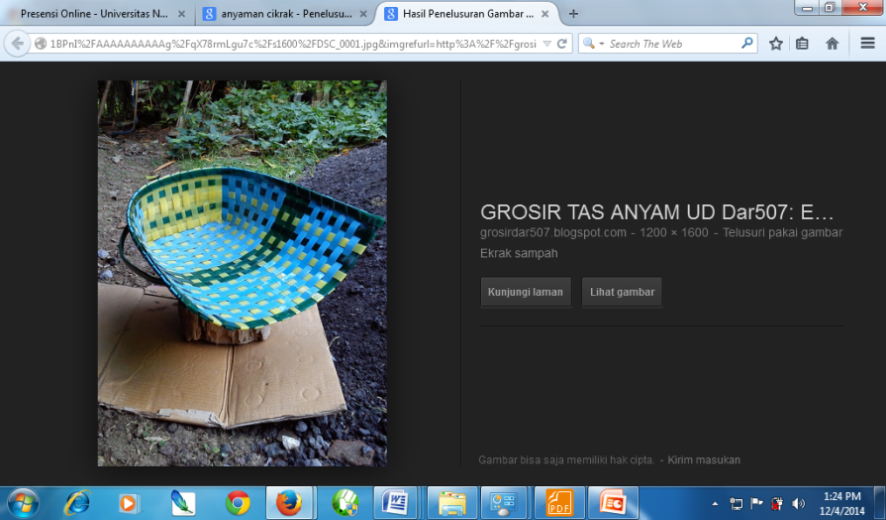 Presensi Online - Universitas N...
anyaman cikrak - Penelusu...
Hasil Penelusuran Gambar ...
1BPnI%2FAAAAAAAAAAg%2FqX78rmLgu7c%2Fs1600%2FDSC_0001.jpg&imgrefurl=http%3A%2F%2Fgrosi
Search The Web
GROSIR TAS ANYAM UD Dar507: E...
grosirdar507.blogspot.com - 1200 × 1600 - Telusuri pakai gambar
Ekrak sampah
Kunjungi laman
Lihat gambar
Gambar bisa saja memiliki hak cipta. - Kirim masukan
PDF
1:24 PM
12/4/2014